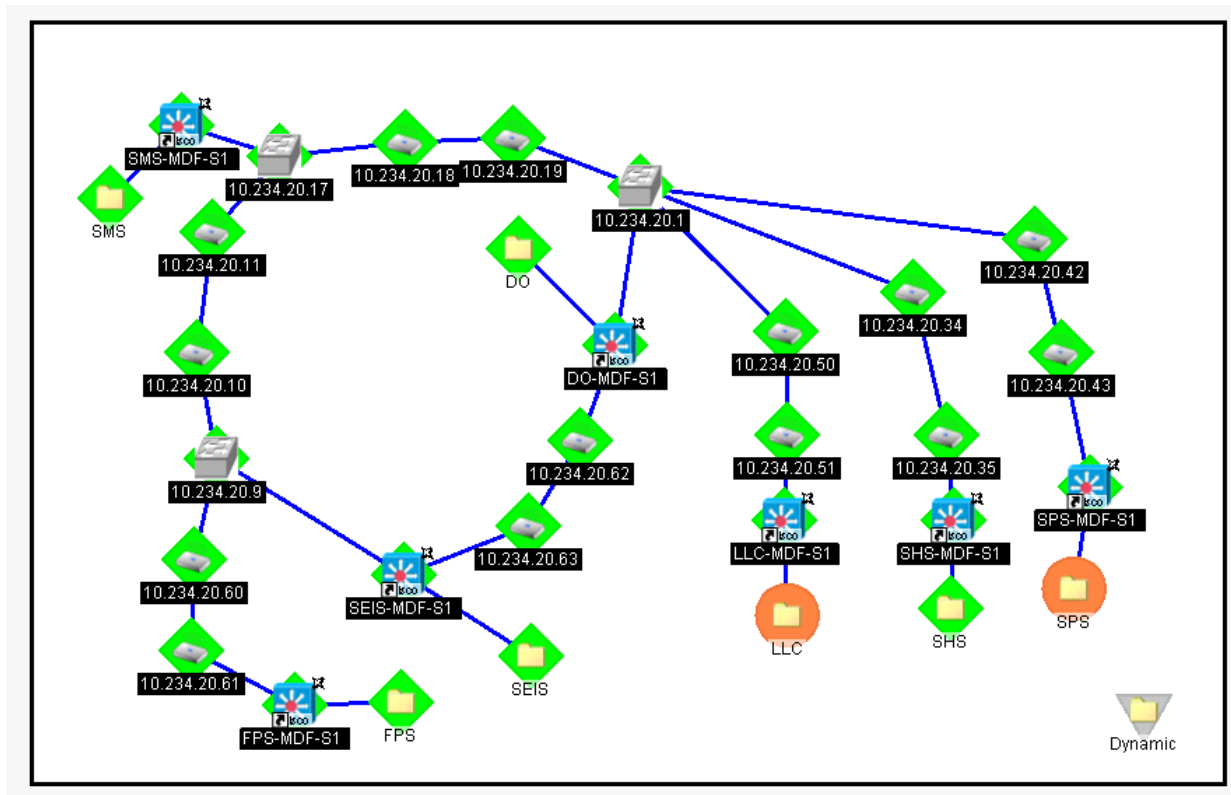 SMS-MDF-S1
10.234.20.17
10.234.20.18
10.234.20.19
SMS
10.234.20.1
10.234.20.11
DO
10.234.20.42
10.234.20.34
10.234.20.50
DO-MDF-S1
10.234.20.10
10.234.20.43
10.234.20.62
10.234.20.51
10.234.20.35
10.234.20.9
SPS-MDF-S1
10.234.20.63
LLC-MDF-S1
SHS-MDF-S1
10.234.20.60
SEIS-MDF-S1
SPS
SHS
LLC
10.234.20.61
SEIS
FPS-MDF-S1
FPS
Dynamic